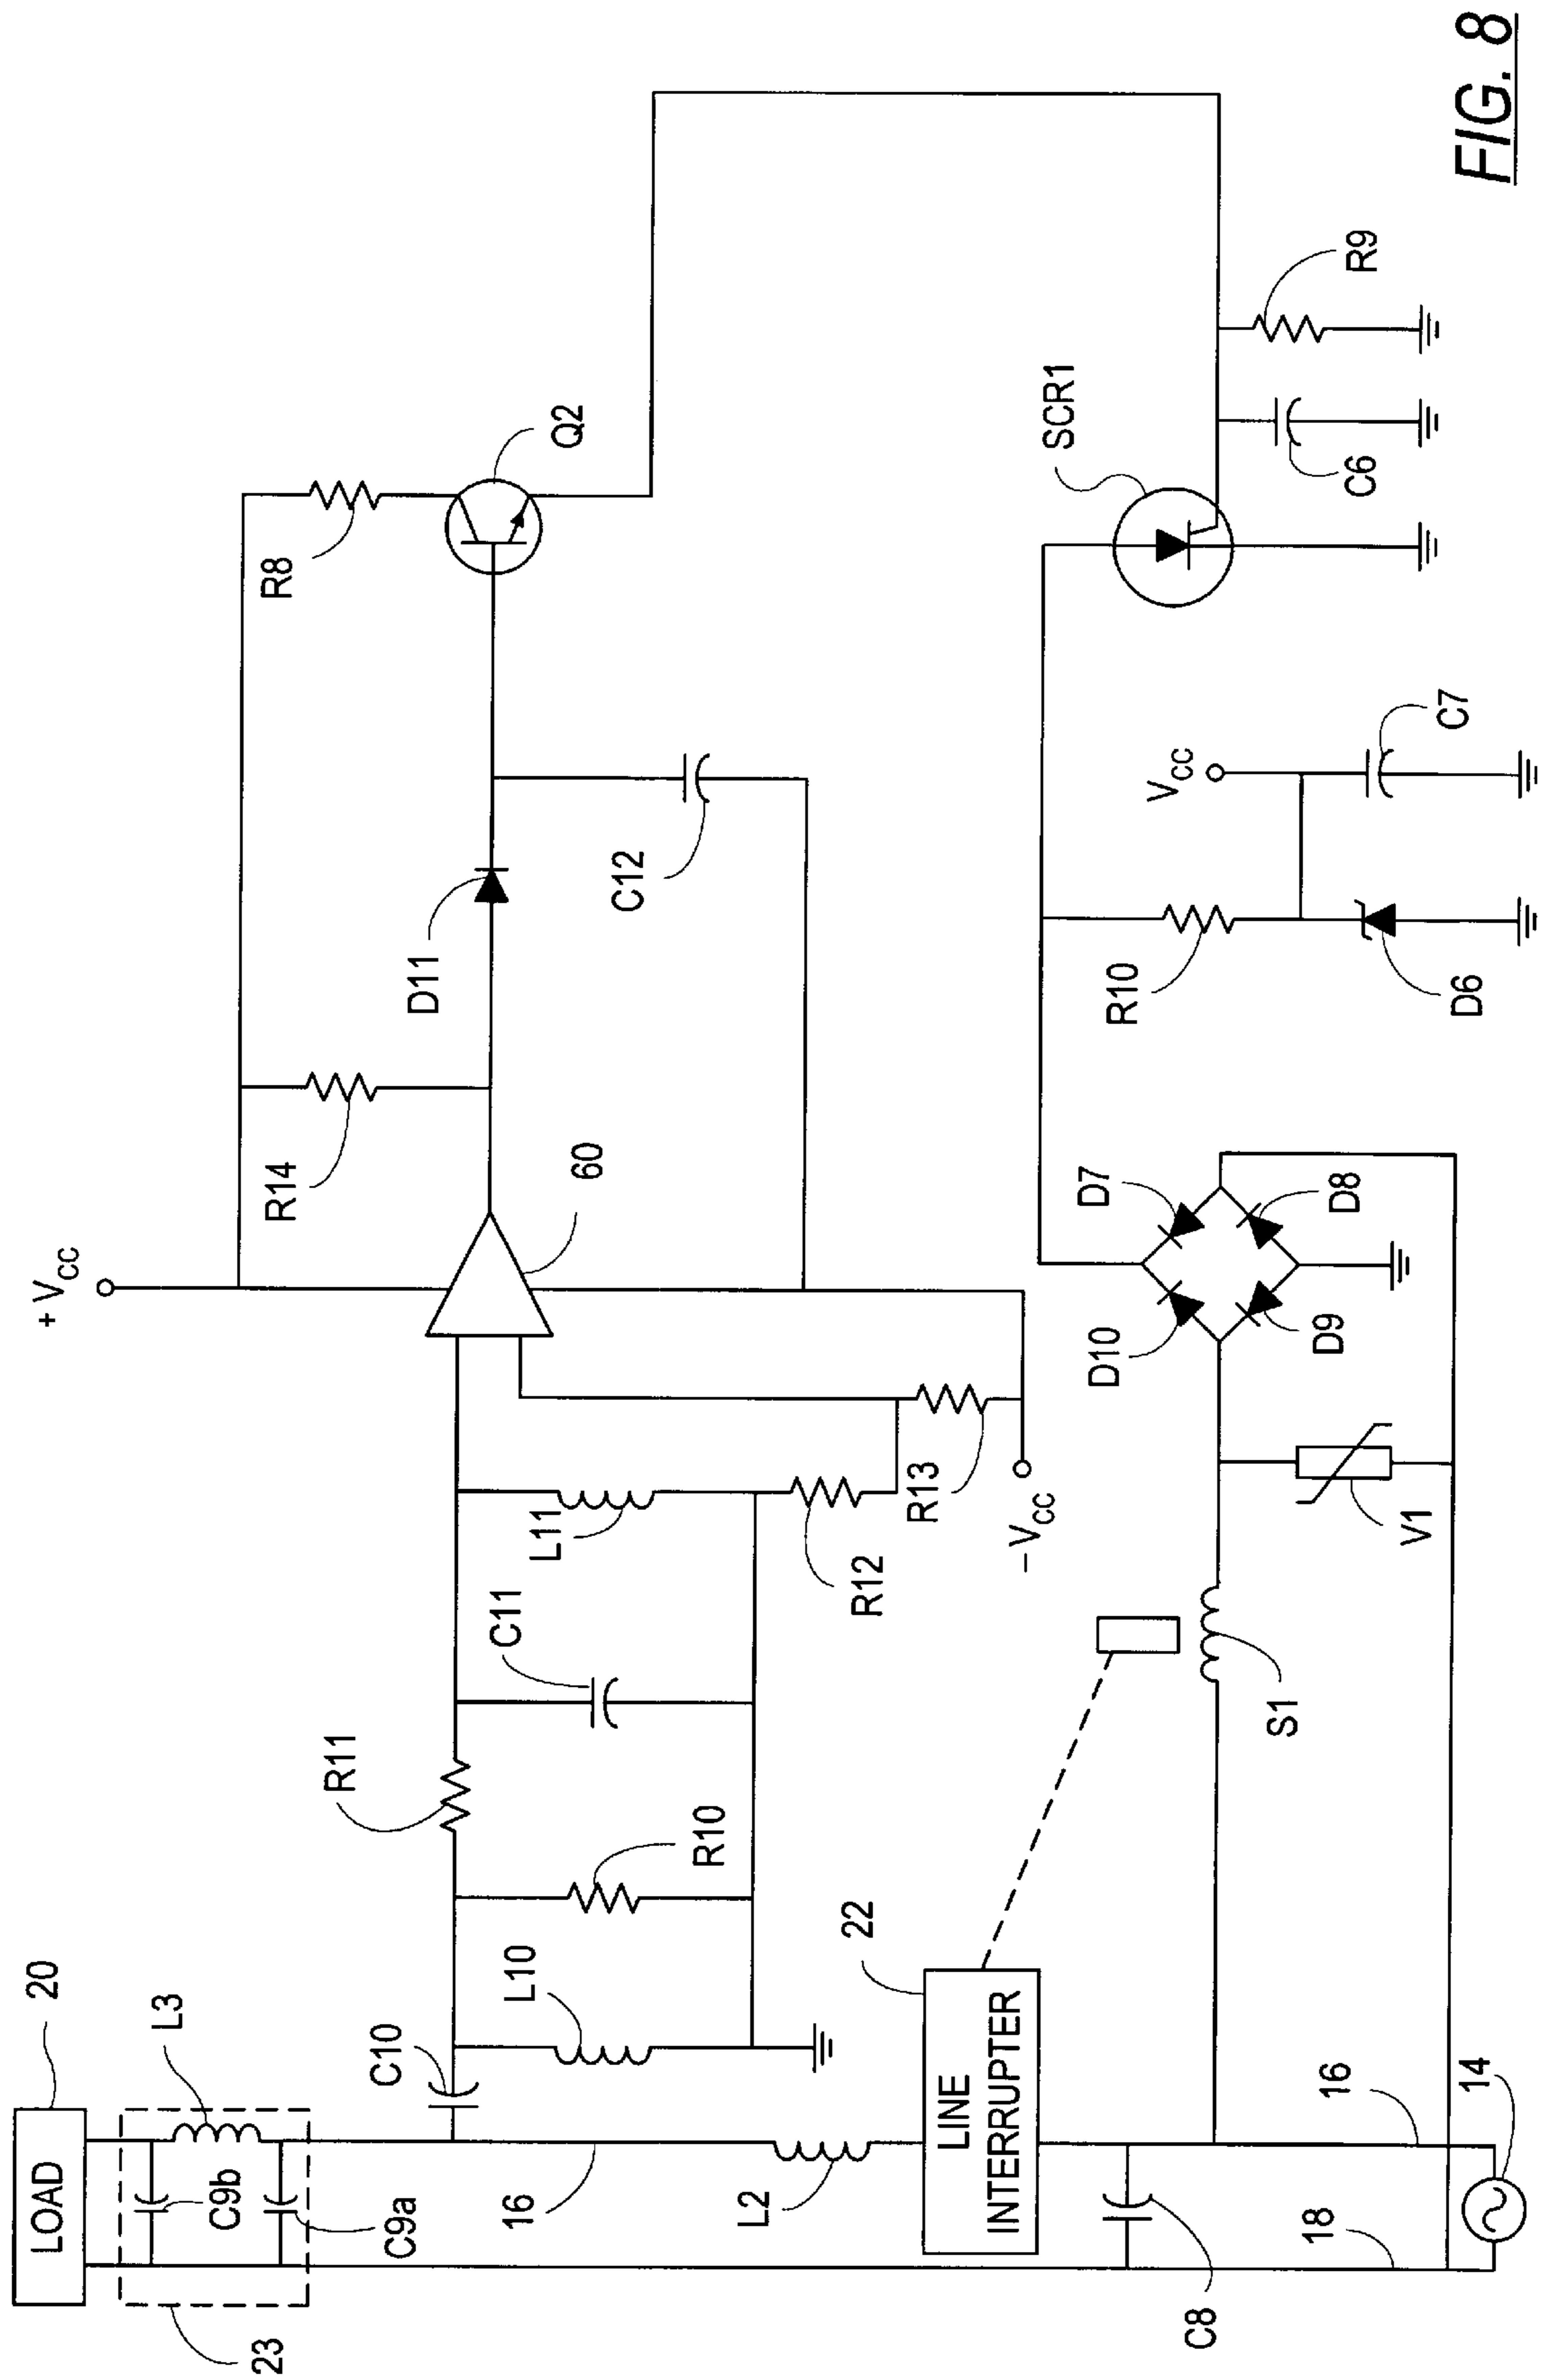 LOAD
20
L3
C9b
C9a
23
16
C10
L10
R10
R11
C11
L11
R12
R13
+ VCC
- VCC
60
R14
D11
C12
R8
Q2
L2
22
LINE
INTERRUPTER
C8
18
16
14
S1
V1
D10
D7
D9
D8
R10
D6
VCC
C7
SCR1
C6
R9
FIG. 8